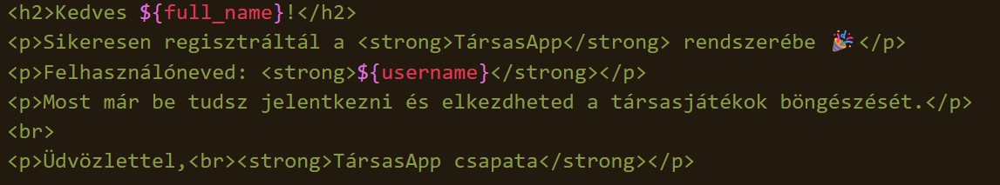 <h2>Kedves ${full_name}!</h2>
<p>Sikeresen regisztráltál a <strong>TársasApp</strong> rendszerébe 🎉</p>
<p>Felhasználóneved: <strong>${username}</strong></p>
<p>Most már be tudsz jelentkezni és elkezdheted a társasjátékok böngészését.</p>
<br>
<p>Üdvözlettel,<br><strong>TársasApp csapata</strong></p>